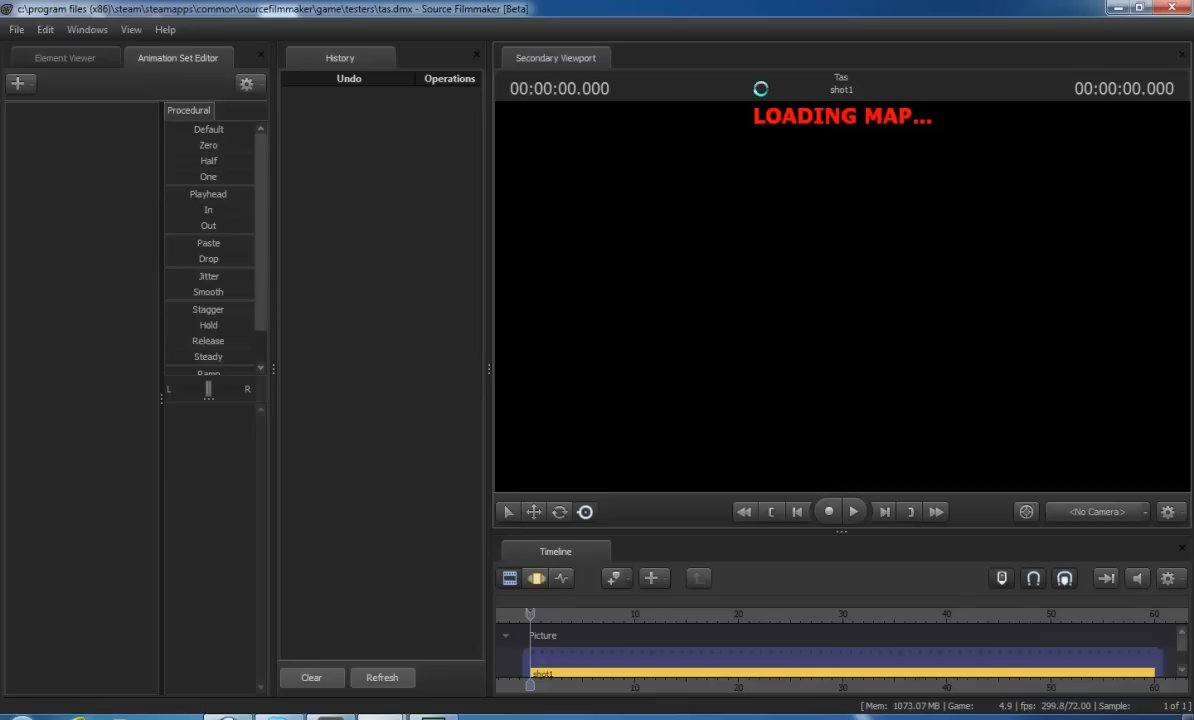 c:\program files (x86)\steam\steamapps\common\sourcefilmmaker\game\testers\tas.dmx - Source Filmmaker [Beta]
File Edit Windows View Help
Element Viewer Animation Set Editor
Procedural
Default
Zero
Half
One
Playhead
In
Out
Paste
Drop
Jitter
Smooth
Stagger
Hold
Release
Steady
Ramp
L R
History
Undo Operations
Clear Refresh
Secondary Viewport
00:00:00.000 Tas 00:00:00.000
shot1
LOADING MAP...
<No Camera>
Timeline
10 20 30 40 50 60
Picture
shot1
10 20 30 40 50 60
[ Mem: 1073.07 MB | Game: 4.9 | fps: 299.8/72.00 | Sample: 1 of 1 ]